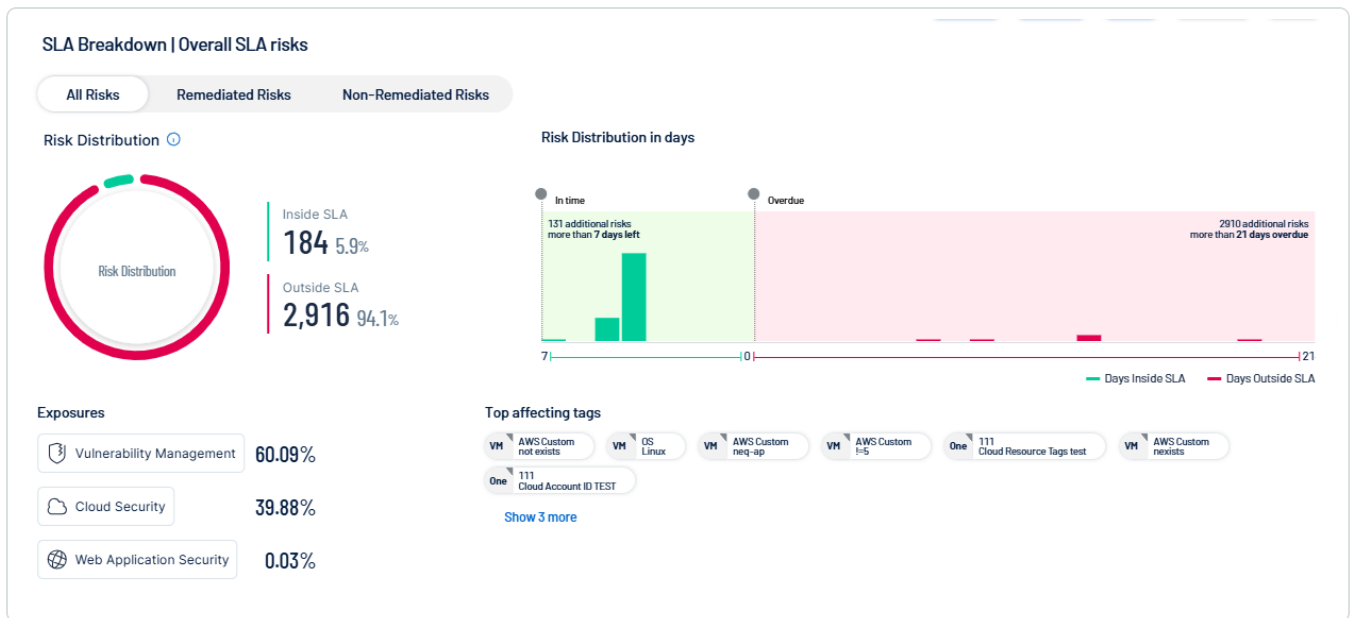 SLA Breakdown | Overall SLA risks
All Risks Remediated Risks Non-Remediated Risks
Risk Distribution
Risk Distribution
Inside SLA
184 5.9%
Outside SLA
2,916 94.1%
Risk Distribution in days
In time
Overdue
131 additional risks
more than 7 days left
2910 additional risks
more than 21 days overdue
7 0 21
Days Inside SLA Days Outside SLA
Exposures
Vulnerability Management 60.09%
Cloud Security 39.88%
Web Application Security 0.03%
Top affecting tags
VM AWS Custom
not exists
VM OS
Linux
VM AWS Custom
neq-ap
VM AWS Custom
!=5
One 111
Cloud Resource Tags test
VM AWS Custom
nexists
One 111
Cloud Account ID TEST
Show 3 more